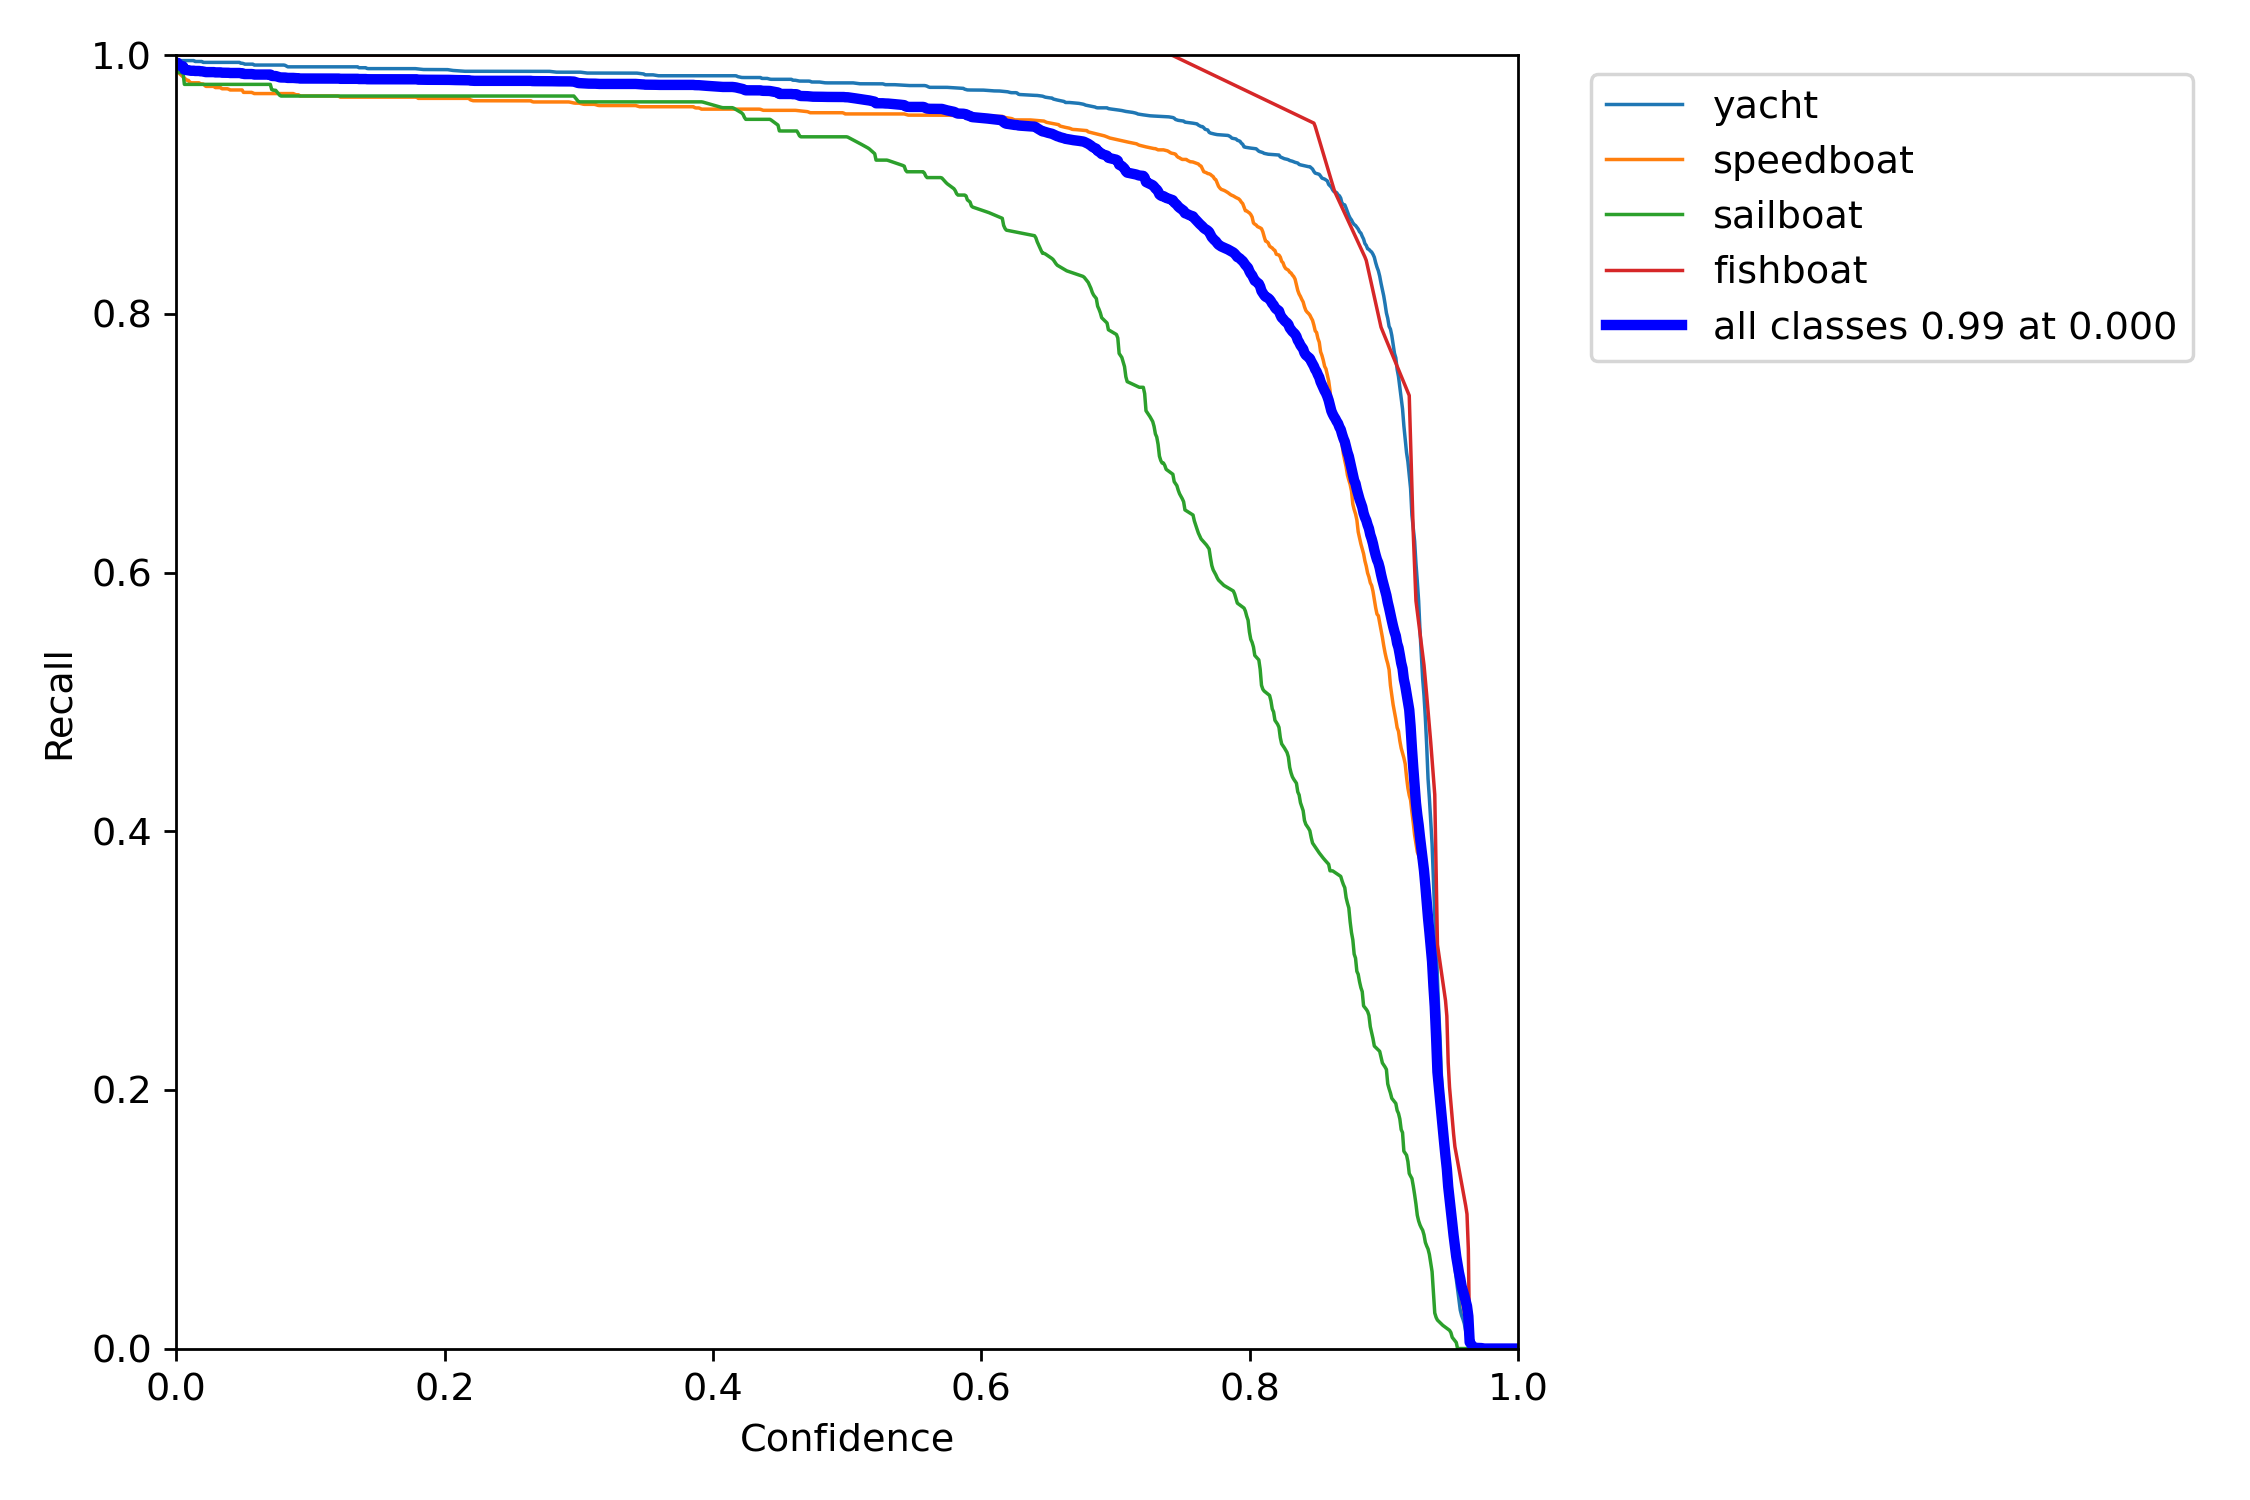 1.0
0.8
0.6
0.4
0.2
0.0
Recall
0.0 0.2 0.4 0.6 0.8 1.0
Confidence
yacht
speedboat
sailboat
fishboat
all classes 0.99 at 0.000